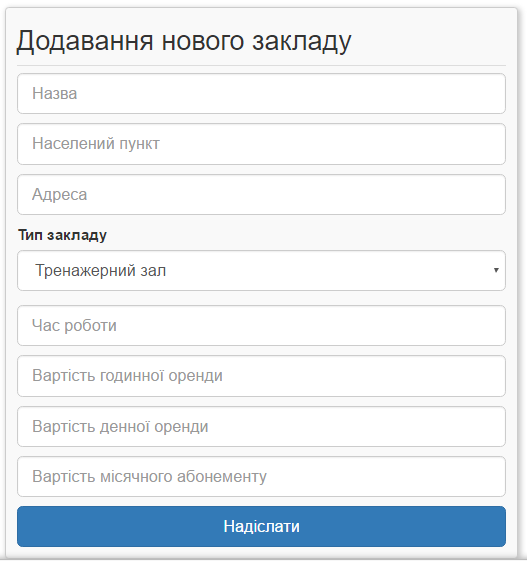 Додавання нового закладу
Назва
Населений пункт
Адреса
Тип закладу
Тренажерний зал
Час роботи
Вартість годинної оренди
Вартість денної оренди
Вартість місячного абонементу
Надіслати